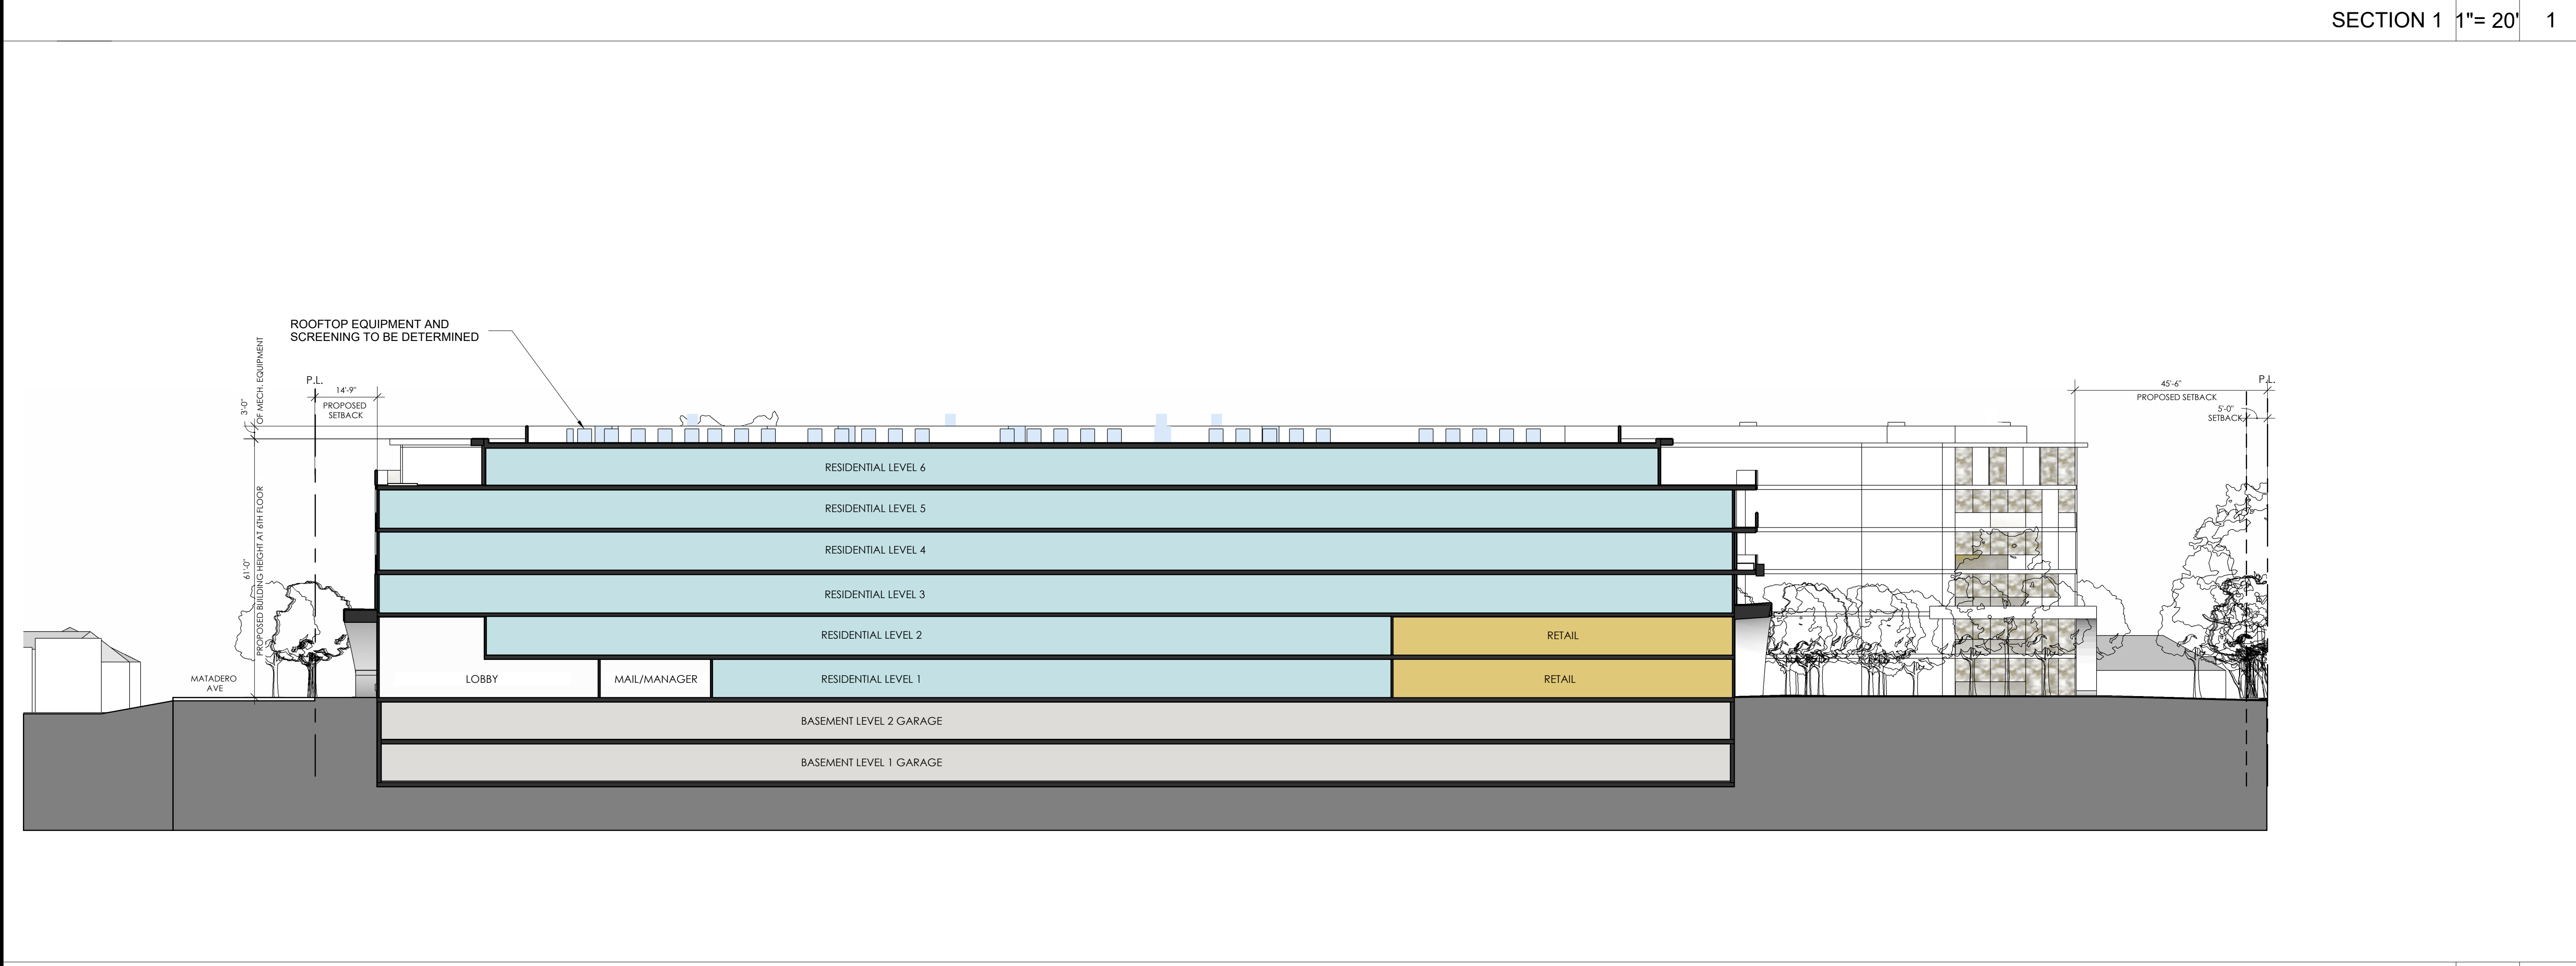 SECTION 1 1"= 20' 1
ROOFTOP EQUIPMENT AND
SCREENING TO BE DETERMINED
3'-0"
OF MECH. EQUIPMENT
P.L.
14'-9"
PROPOSED
SETBACK
P.L.
45'-6"
PROPOSED SETBACK
5'-0"
SETBACK
61'-0"
PROPOSED BUILDING HEIGHT AT 6TH FLOOR
RESIDENTIAL LEVEL 6
RESIDENTIAL LEVEL 5
RESIDENTIAL LEVEL 4
RESIDENTIAL LEVEL 3
RESIDENTIAL LEVEL 2
RETAIL
MATADERO
AVE
LOBBY
MAIL/MANAGER
RESIDENTIAL LEVEL 1
RETAIL
BASEMENT LEVEL 2 GARAGE
BASEMENT LEVEL 1 GARAGE